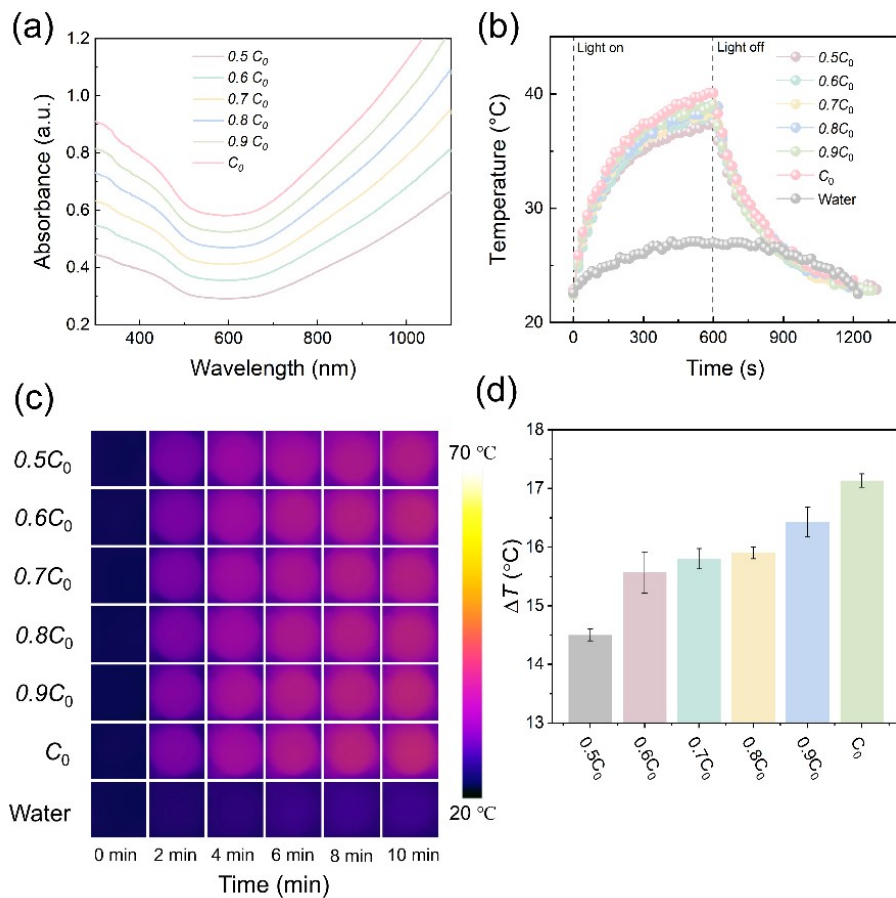 (a)
1.2
1.0
0.8
0.6
0.4
0.2
Absorbance (a.u.)
0.5 C₀
0.6 C₀
0.7 C₀
0.8 C₀
0.9 C₀
C₀
400 600 800 1000
Wavelength (nm)
(b)
Light on
Light off
40
30
22
20
Temperature (°C)
0.5C₀
0.6C₀
0.7C₀
0.8C₀
0.9C₀
C₀
Water
0 300 600 900 1200
Time (s)
(c)
0.5C₀
0.6C₀
0.7C₀
0.8C₀
0.9C₀
C₀
Water
70 ℃
20 ℃
0 min 2 min 4 min 6 min 8 min 10 min
Time (min)
(d)
18
17
16
15
14
13
ΔT (°C)
0.5C₀
0.6C₀
0.7C₀
0.8C₀
0.9C₀
C₀